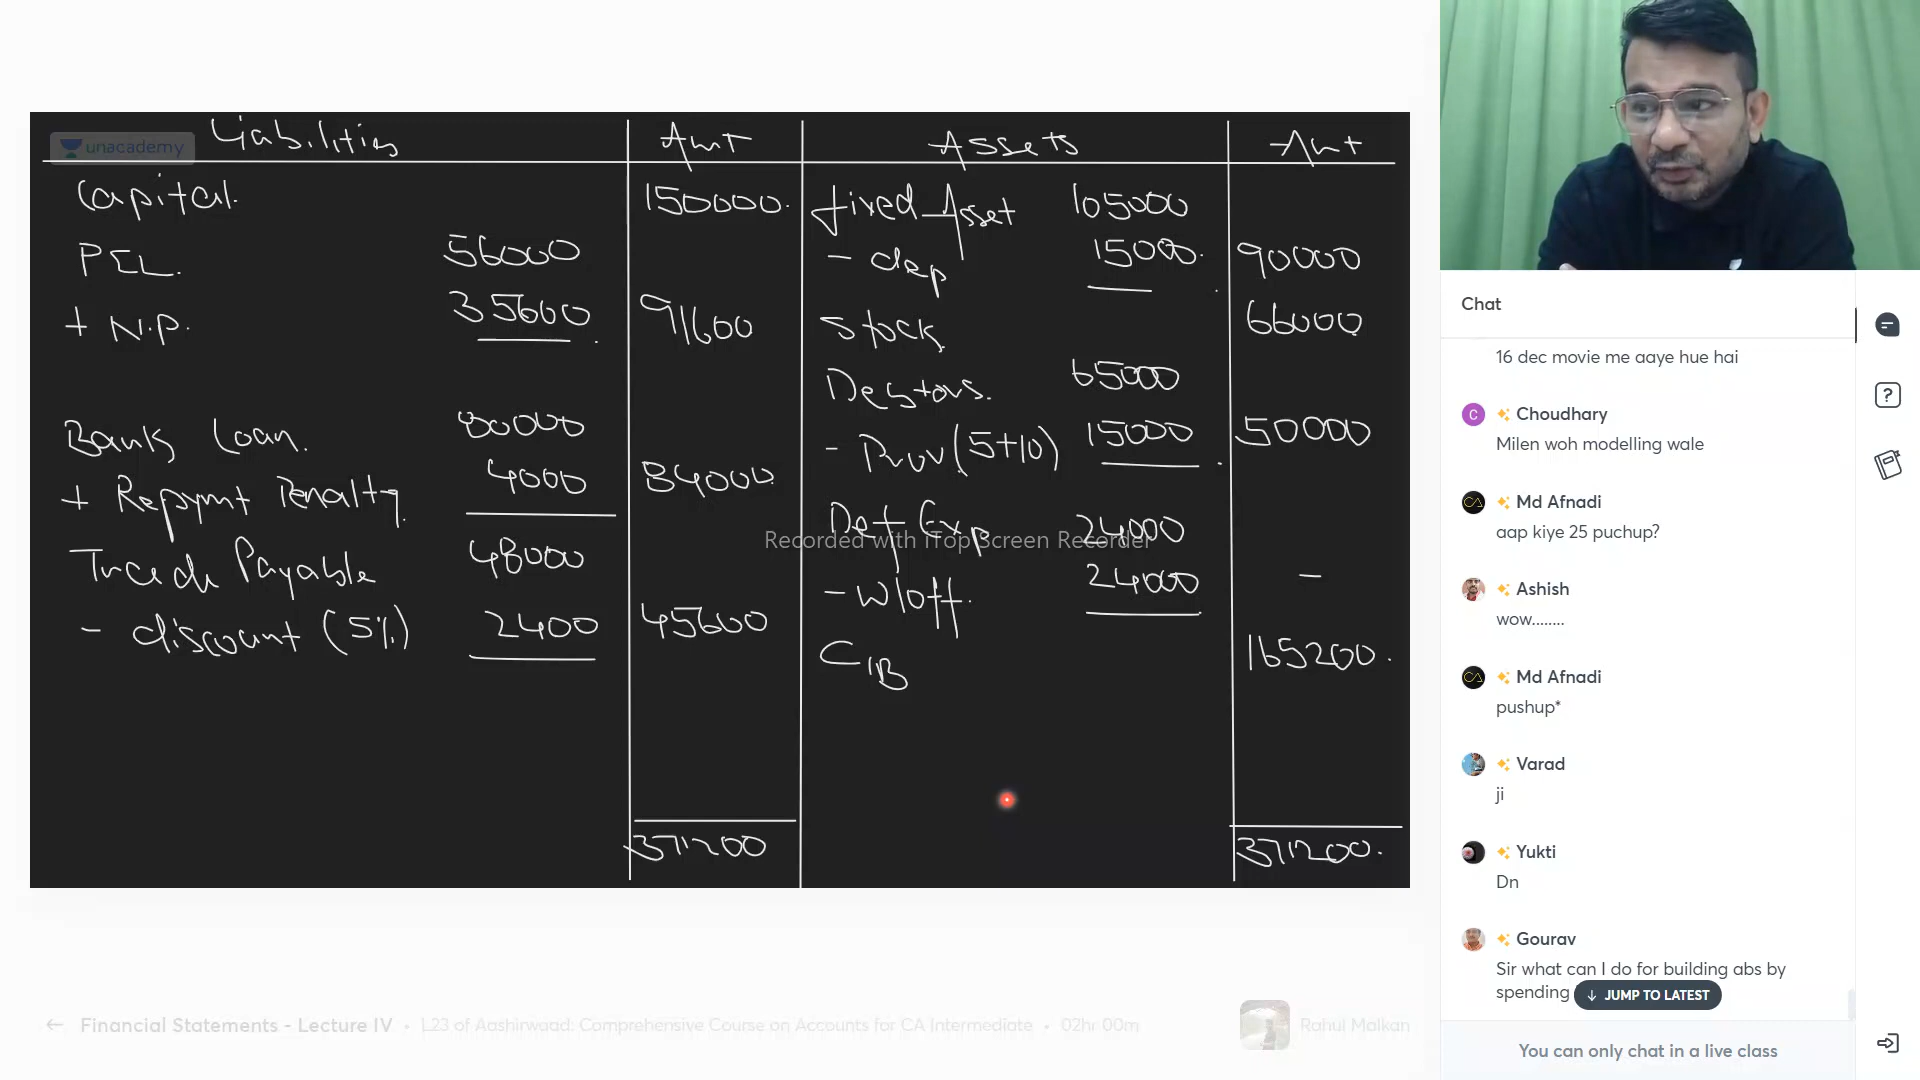 unacademy
Liabilities Amt Assets Amt
Capital. 150000. Fixed Asset 105000
P&L. 56000 - dep 15000. 90000
+ N.P. 35600. 91600 Stock 66000
Debtors. 65000
Bank Loan. 80000 - Prov (5+10) 15000. 50000
+ Repymt Penalty. 4000 84000
Def Exp 24000
Recorded with iTop Screen Recorder
Trade Payable 48000 - W/off. 24000 -
- discount (5%) 2400 45600 C/B 165200.
371200 371200.
Chat
16 dec movie me aaye hue hai
C Choudhary
Milen woh modelling wale
CA Md Afnadi
aap kiye 25 puchup?
Ashish
wow........
CA Md Afnadi
pushup*
Varad
ji
Yukti
Dn
Gourav
Sir what can I do for building abs by
spending
↓ JUMP TO LATEST
You can only chat in a live class
← Financial Statements - Lecture IV • L23 of Aashirwaad: Comprehensive Course on Accounts for CA Intermediate • 02hr 00m
Rahul Malkan